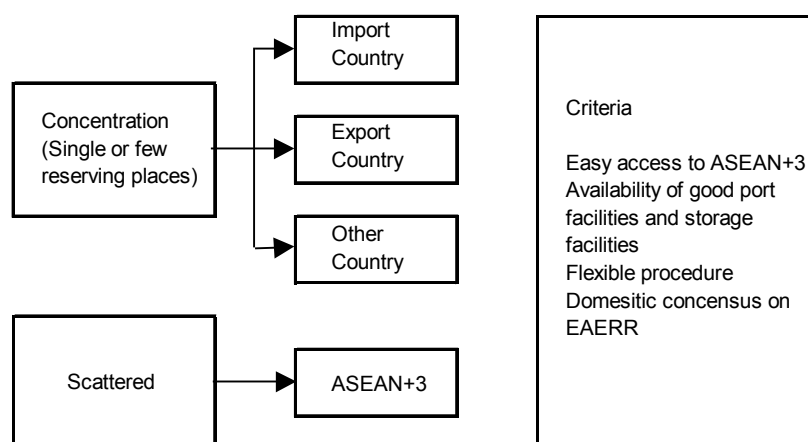 Import
Country
Concentration
(Single or few
reserving places)
Export
Country
Other
Country
Scattered
ASEAN+3
Criteria
Easy access to ASEAN+3
Availability of good port
facilities and storage
facilities
Flexible procedure
Domesitic concensus on
EAERR